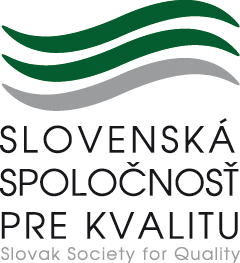 SLOVENSKÁ
SPOLOČNOSŤ
PRE KVALITU
Slovak Society for Quality